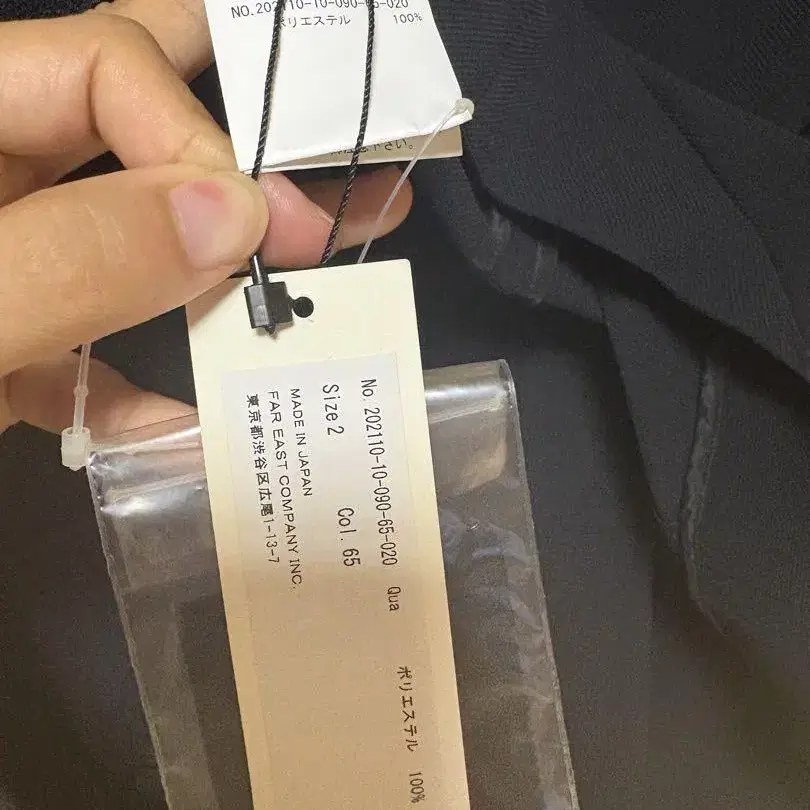 NO.202110-10-090-65-020
ポリエステル 100%
さい。
No. 202110-10-090-65-020 Qua ポリエステル 100%
Size 2 Col. 65
MADE IN JAPAN
FAR EAST COMPANY INC.
東京都渋谷区広尾1-13-7